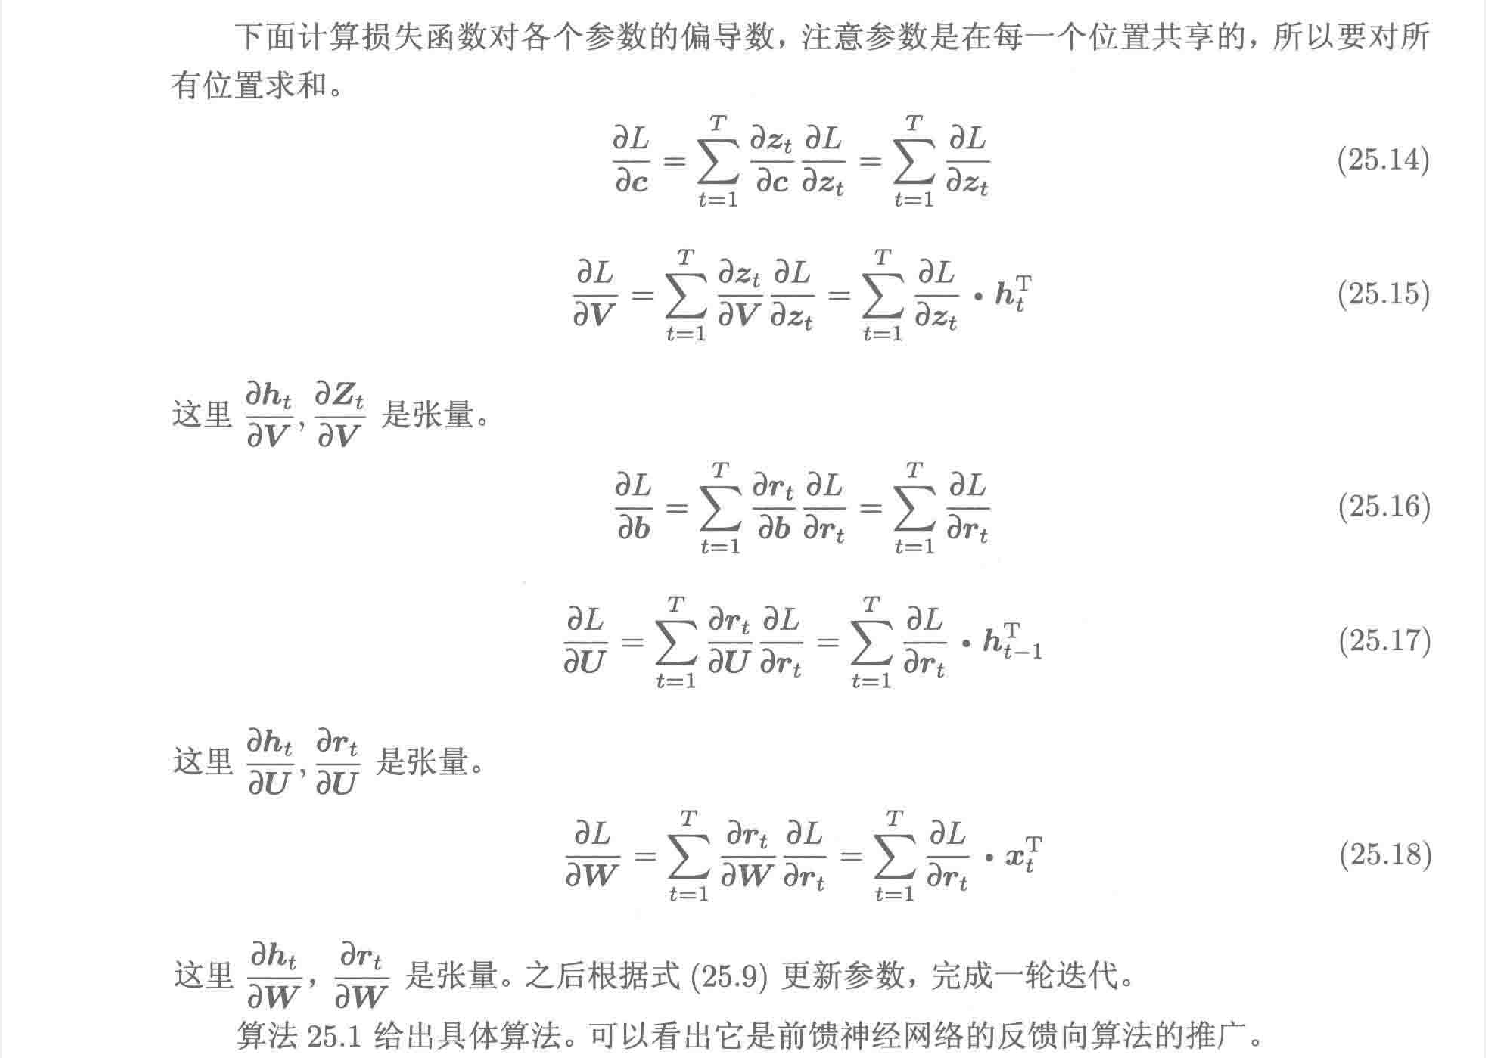 下面计算损失函数对各个参数的偏导数，注意参数是在每一个位置共享的，所以要对所
有位置求和。
$$\frac{\partial L}{\partial \boldsymbol{c}} = \sum_{t=1}^{T} \frac{\partial \boldsymbol{z}_t}{\partial \boldsymbol{c}} \frac{\partial L}{\partial \boldsymbol{z}_t} = \sum_{t=1}^{T} \frac{\partial L}{\partial \boldsymbol{z}_t}$$ (25.14)
$$\frac{\partial L}{\partial \boldsymbol{V}} = \sum_{t=1}^{T} \frac{\partial \boldsymbol{z}_t}{\partial \boldsymbol{V}} \frac{\partial L}{\partial \boldsymbol{z}_t} = \sum_{t=1}^{T} \frac{\partial L}{\partial \boldsymbol{z}_t} \cdot \boldsymbol{h}_t^{\mathrm{T}}$$ (25.15)
这里 $\frac{\partial \boldsymbol{h}_t}{\partial \boldsymbol{V}}, \frac{\partial \boldsymbol{Z}_t}{\partial \boldsymbol{V}}$ 是张量。
$$\frac{\partial L}{\partial \boldsymbol{b}} = \sum_{t=1}^{T} \frac{\partial \boldsymbol{r}_t}{\partial \boldsymbol{b}} \frac{\partial L}{\partial \boldsymbol{r}_t} = \sum_{t=1}^{T} \frac{\partial L}{\partial \boldsymbol{r}_t}$$ (25.16)
$$\frac{\partial L}{\partial \boldsymbol{U}} = \sum_{t=1}^{T} \frac{\partial \boldsymbol{r}_t}{\partial \boldsymbol{U}} \frac{\partial L}{\partial \boldsymbol{r}_t} = \sum_{t=1}^{T} \frac{\partial L}{\partial \boldsymbol{r}_t} \cdot \boldsymbol{h}_{t-1}^{\mathrm{T}}$$ (25.17)
这里 $\frac{\partial \boldsymbol{h}_t}{\partial \boldsymbol{U}}, \frac{\partial \boldsymbol{r}_t}{\partial \boldsymbol{U}}$ 是张量。
$$\frac{\partial L}{\partial \boldsymbol{W}} = \sum_{t=1}^{T} \frac{\partial \boldsymbol{r}_t}{\partial \boldsymbol{W}} \frac{\partial L}{\partial \boldsymbol{r}_t} = \sum_{t=1}^{T} \frac{\partial L}{\partial \boldsymbol{r}_t} \cdot \boldsymbol{x}_t^{\mathrm{T}}$$ (25.18)
这里 $\frac{\partial \boldsymbol{h}_t}{\partial \boldsymbol{W}}, \frac{\partial \boldsymbol{r}_t}{\partial \boldsymbol{W}}$ 是张量。之后根据式 (25.9) 更新参数，完成一轮迭代。
算法 25.1 给出具体算法。可以看出它是前馈神经网络的反馈向算法的推广。